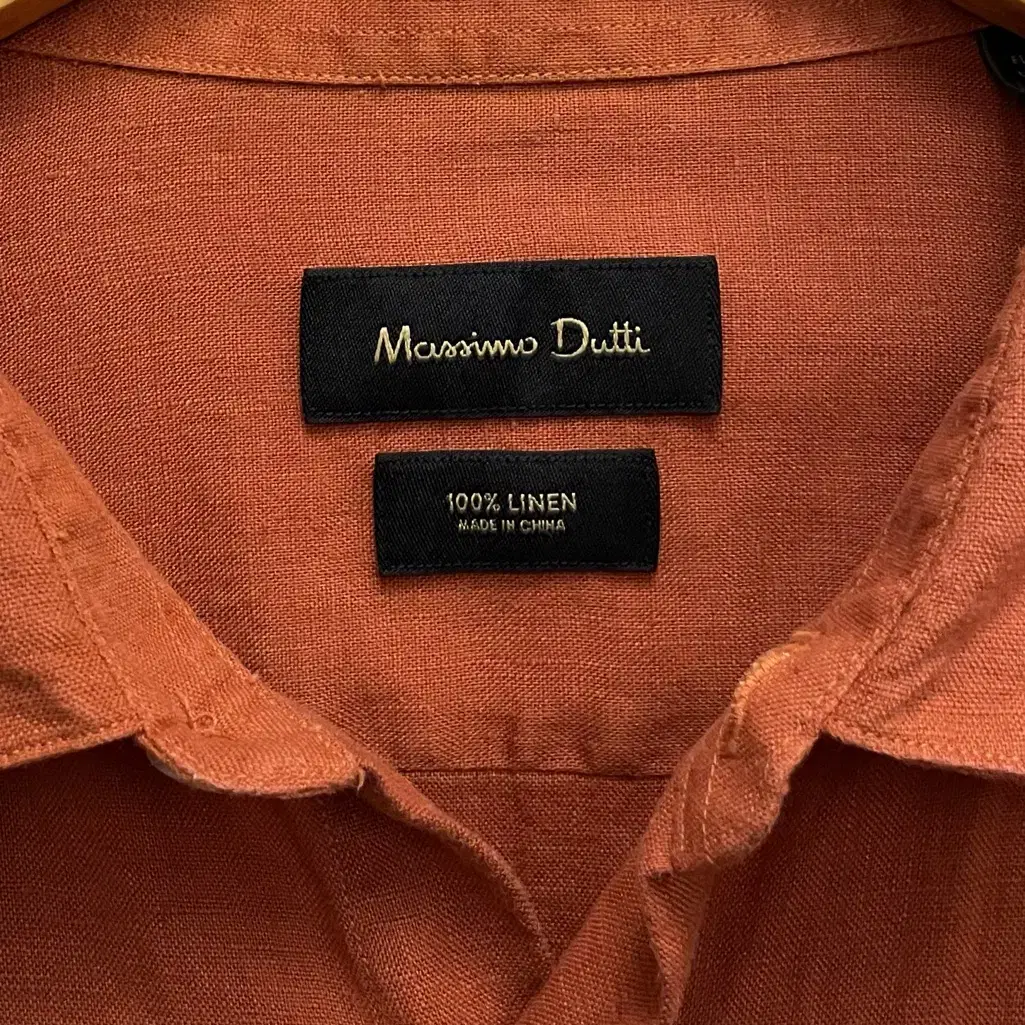 Massimo Dutti
100% LINEN
MADE IN CHINA